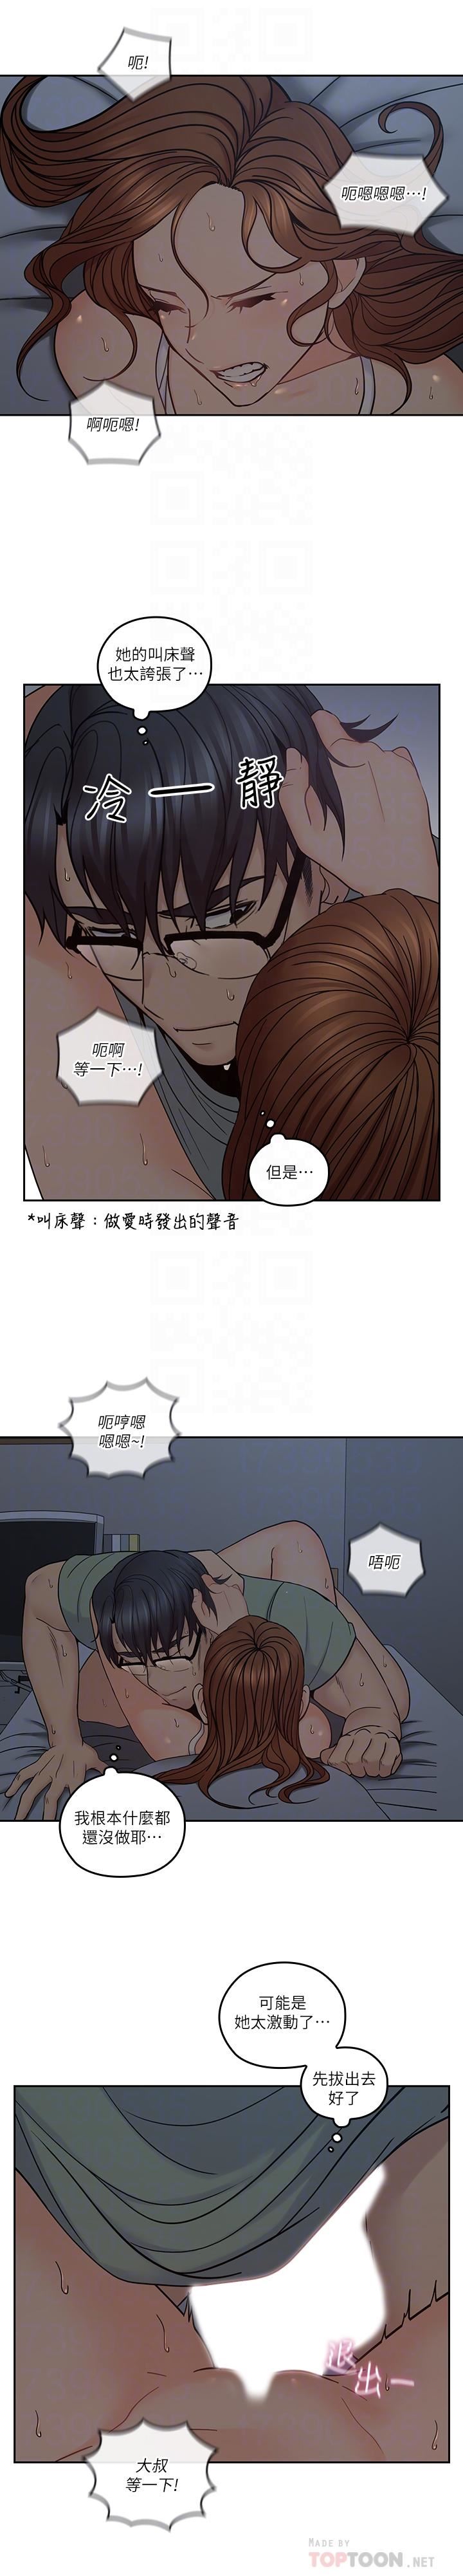 呃!
呃嗯嗯嗯…!
啊呃嗯!
她的叫床聲
也太誇張了…
冷一靜
呃啊
等一下…!
但是…
*叫床聲：做愛時發出的聲音
呃哼嗯
嗯嗯~!
唔呃
我根本什麼都
還沒做耶…
可能是
她太激動了…
先拔出去
好了
退出一
大叔
等一下!
MADE BY
TOPTOON.NET